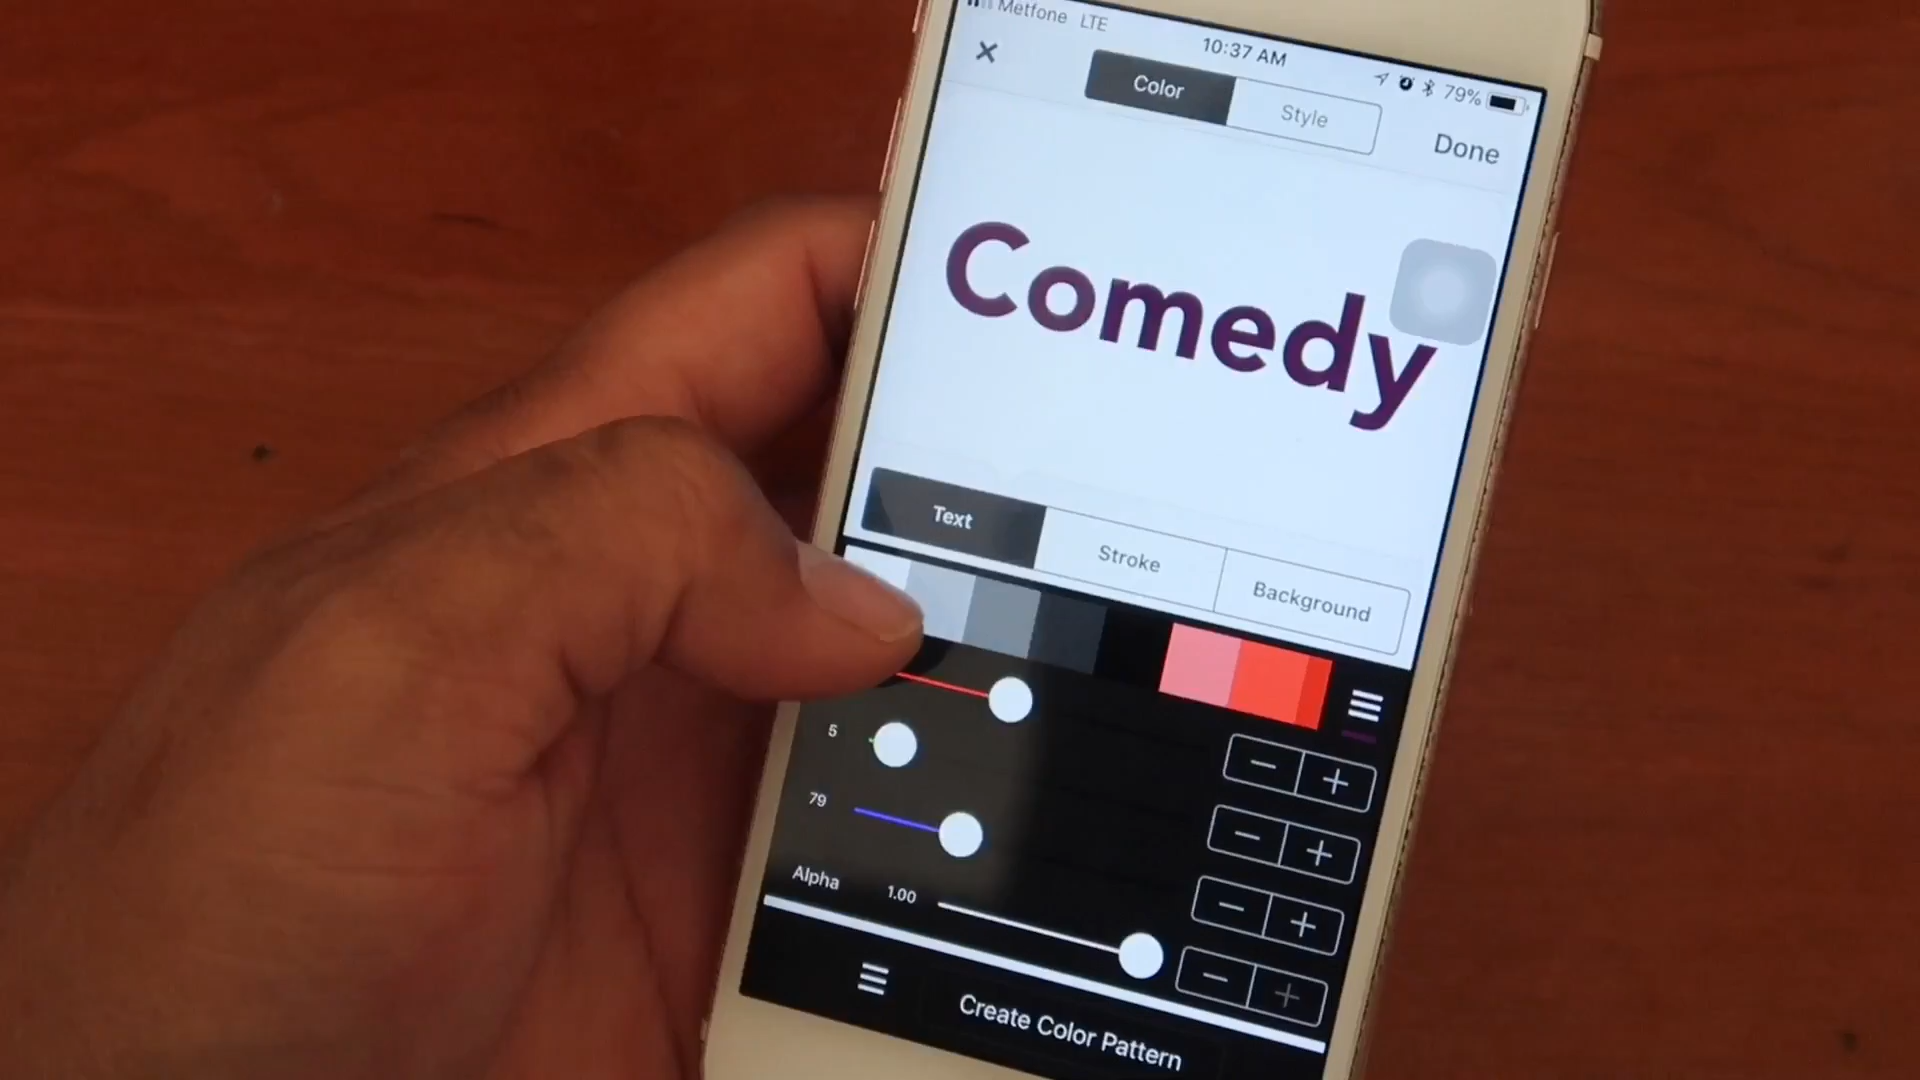 Metfone LTE
10:37 AM
79%
Color
Style
Done
Comedy
Text
Stroke
Background
5
79
Alpha
1.00
Create Color Pattern